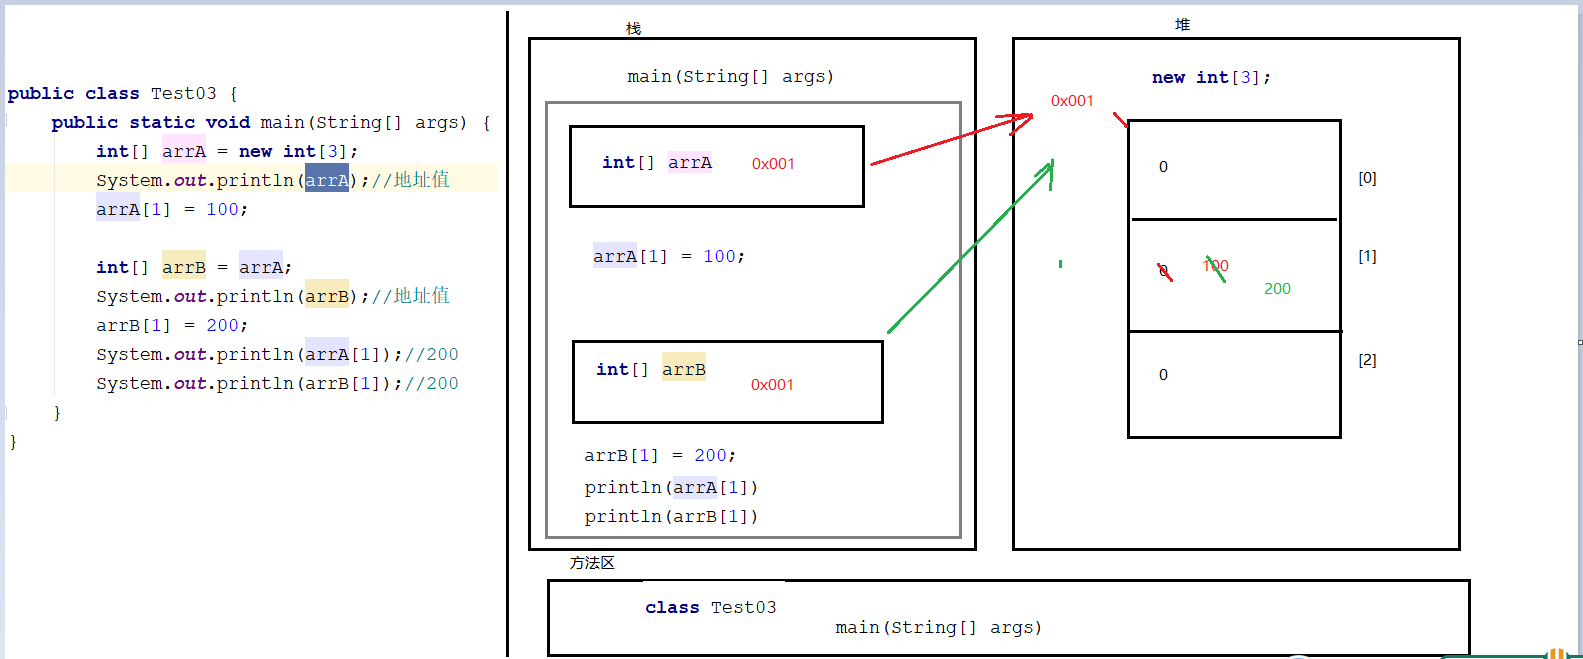 public class Test03 {
public static void main(String[] args) {
int[] arrA = new int[3];
System.out.println(arrA);//地址值
arrA[1] = 100;
int[] arrB = arrA;
System.out.println(arrB);//地址值
arrB[1] = 200;
System.out.println(arrA[1]);//200
System.out.println(arrB[1]);//200
}
}
栈
main(String[] args)
int[] arrA 0x001
arrA[1] = 100;
int[] arrB 0x001
arrB[1] = 200;
println(arrA[1])
println(arrB[1])
堆
new int[3];
0x001
0 [0]
0 100 200 [1]
0 [2]
方法区
class Test03
main(String[] args)